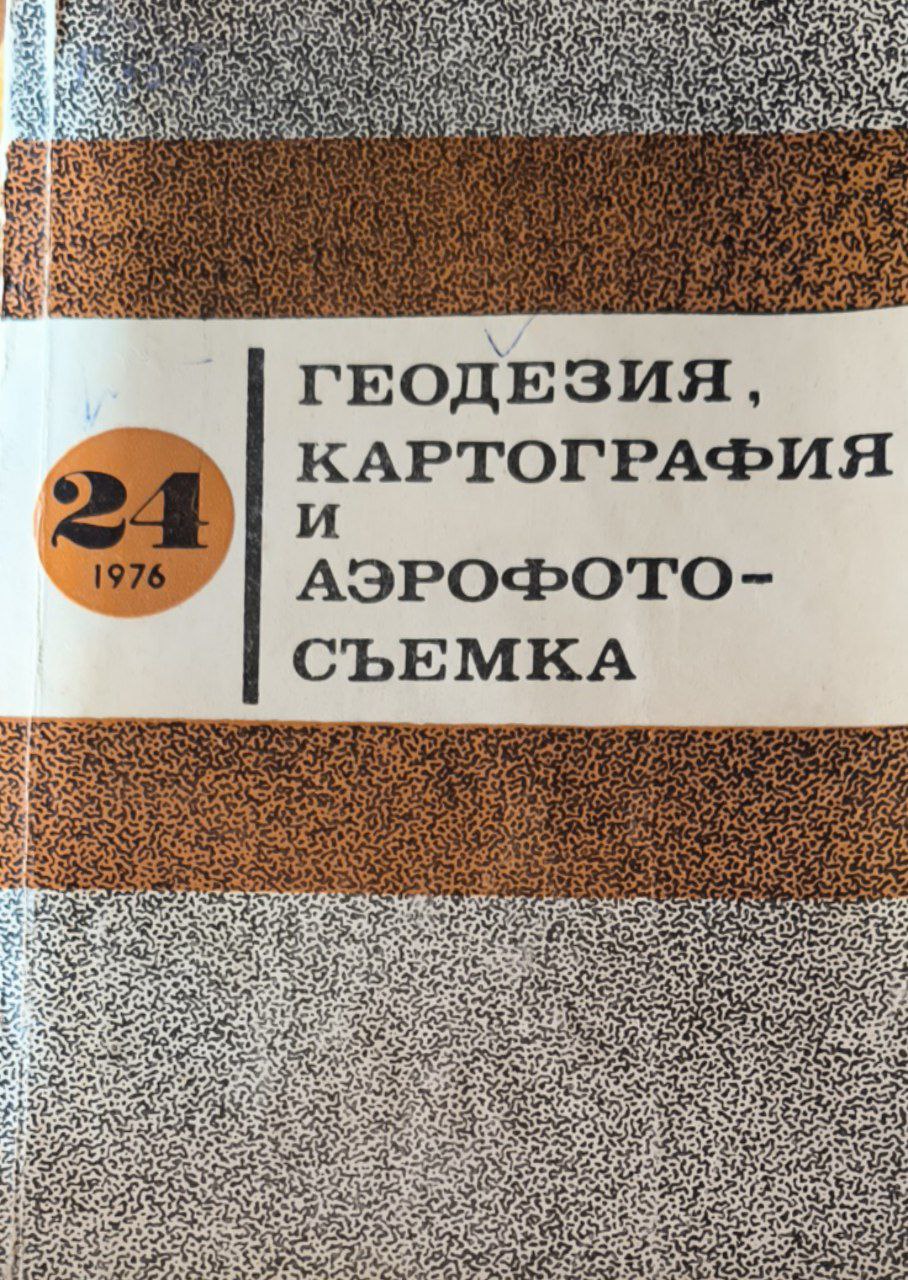 24
1976
ГЕОДЕЗИЯ,
КАРТОГРАФИЯ
И
АЭРОФОТО-
СЪЕМКА